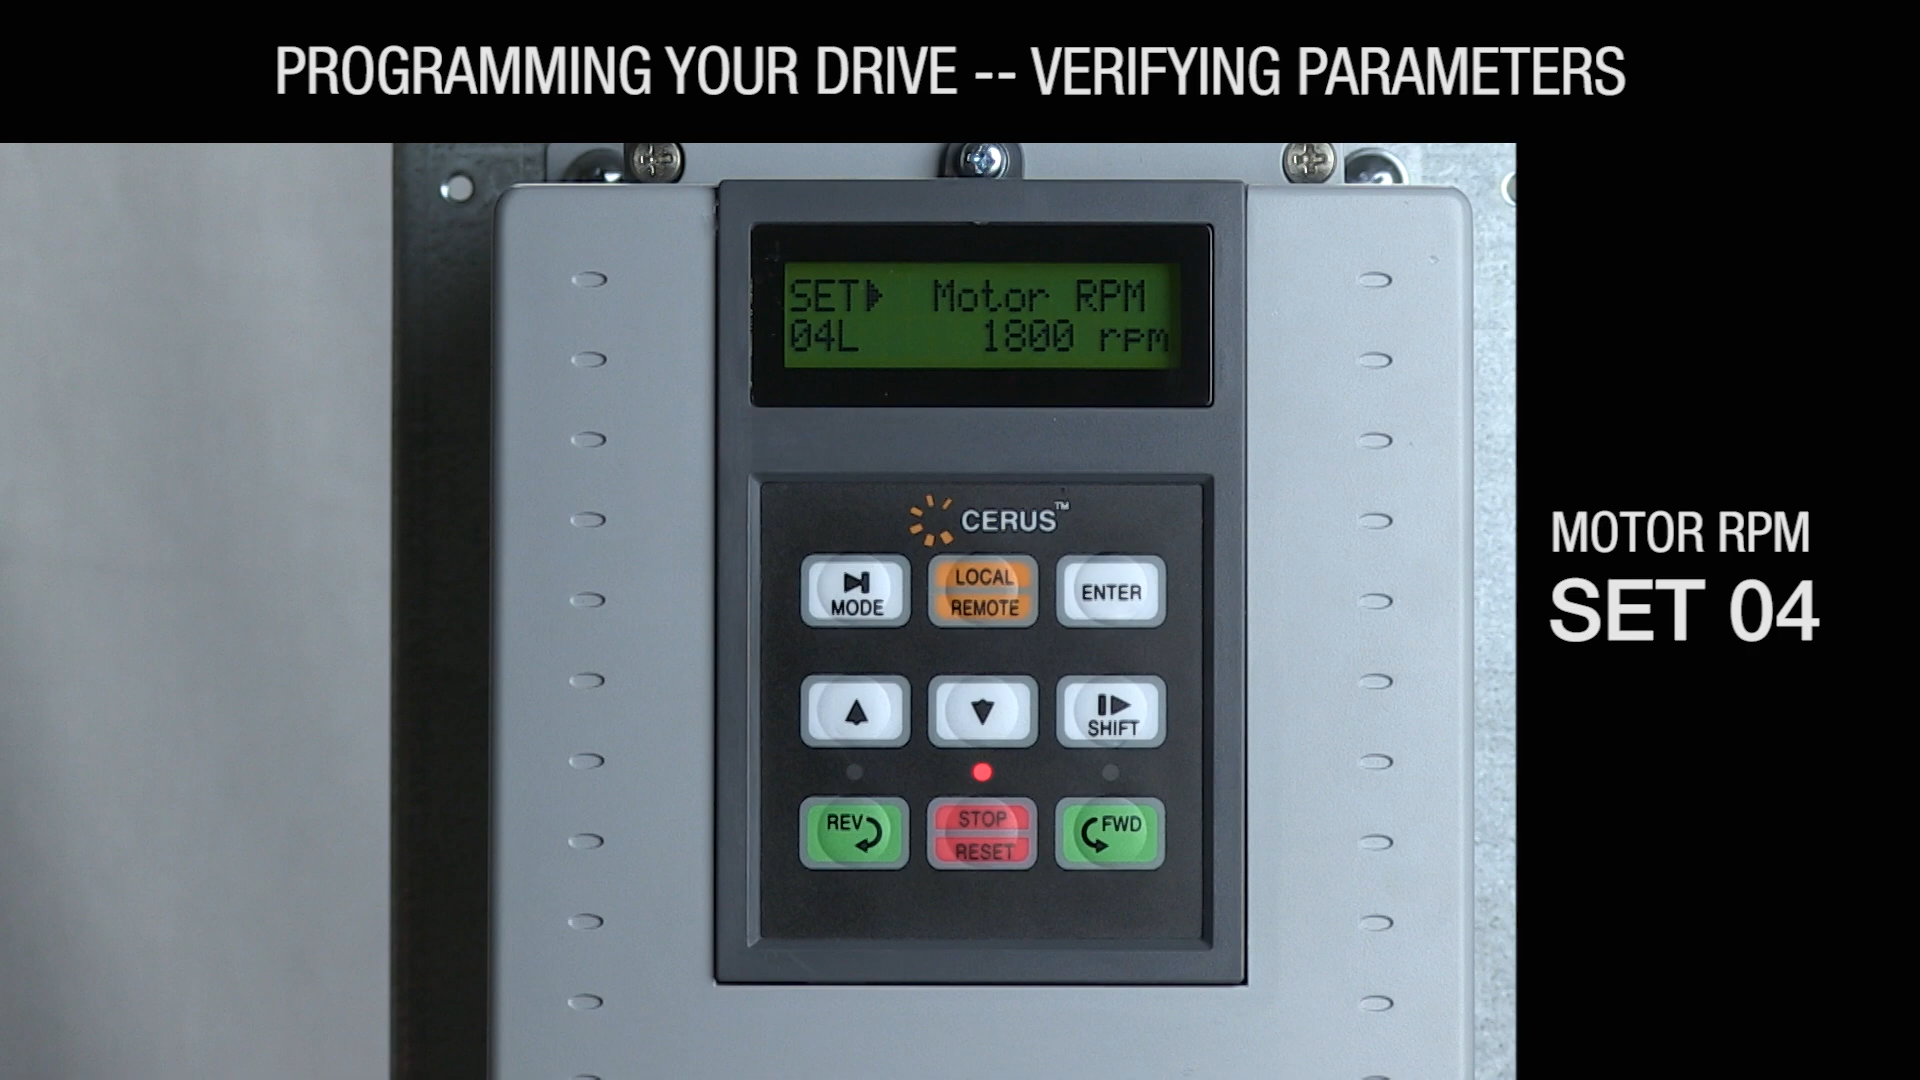 PROGRAMMING YOUR DRIVE -- VERIFYING PARAMETERS
SET Motor RPM
04L 1800 rpm
CERUS™
MODE
LOCAL
REMOTE
ENTER
SHIFT
REV
STOP
RESET
FWD
MOTOR RPM
SET 04